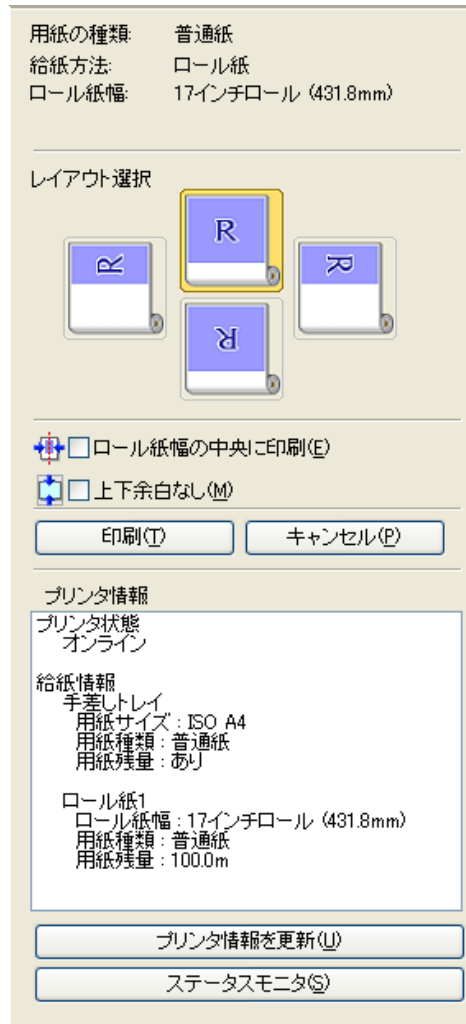 用紙の種類: 普通紙
給紙方法: ロール紙
ロール紙幅: 17インチロール (431.8mm)
レイアウト選択
R
R
R
R
ロール紙幅の中央に印刷(E)
上下余白なし(M)
印刷(T) キャンセル(P)
プリンタ情報
プリンタ状態
オンライン
給紙情報
手差しトレイ
用紙サイズ : ISO A4
用紙種類 : 普通紙
用紙残量 : あり
ロール紙1
ロール紙幅 : 17インチロール (431.8mm)
用紙種類 : 普通紙
用紙残量 : 100.0m
プリンタ情報を更新(U)
ステータスモニタ(S)